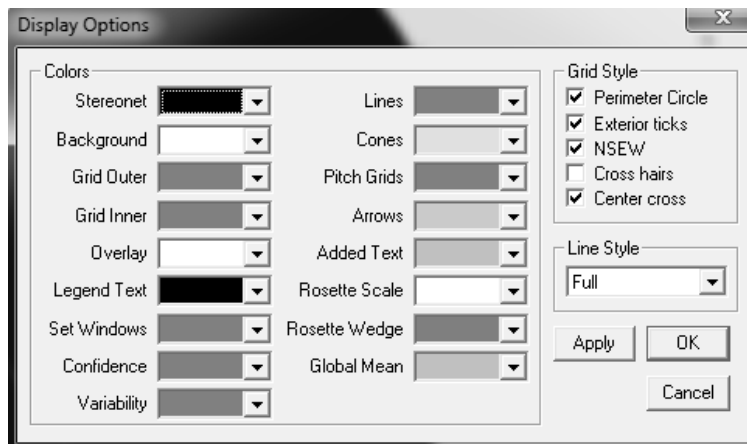 Display Options
Colors
Stereonet
Background
Grid Outer
Grid Inner
Overlay
Legend Text
Set Windows
Confidence
Variability
Lines
Cones
Pitch Grids
Arrows
Added Text
Rosette Scale
Rosette Wedge
Global Mean
Grid Style
Perimeter Circle
Exterior ticks
NSEW
Cross hairs
Center cross
Line Style
Full
Apply
OK
Cancel